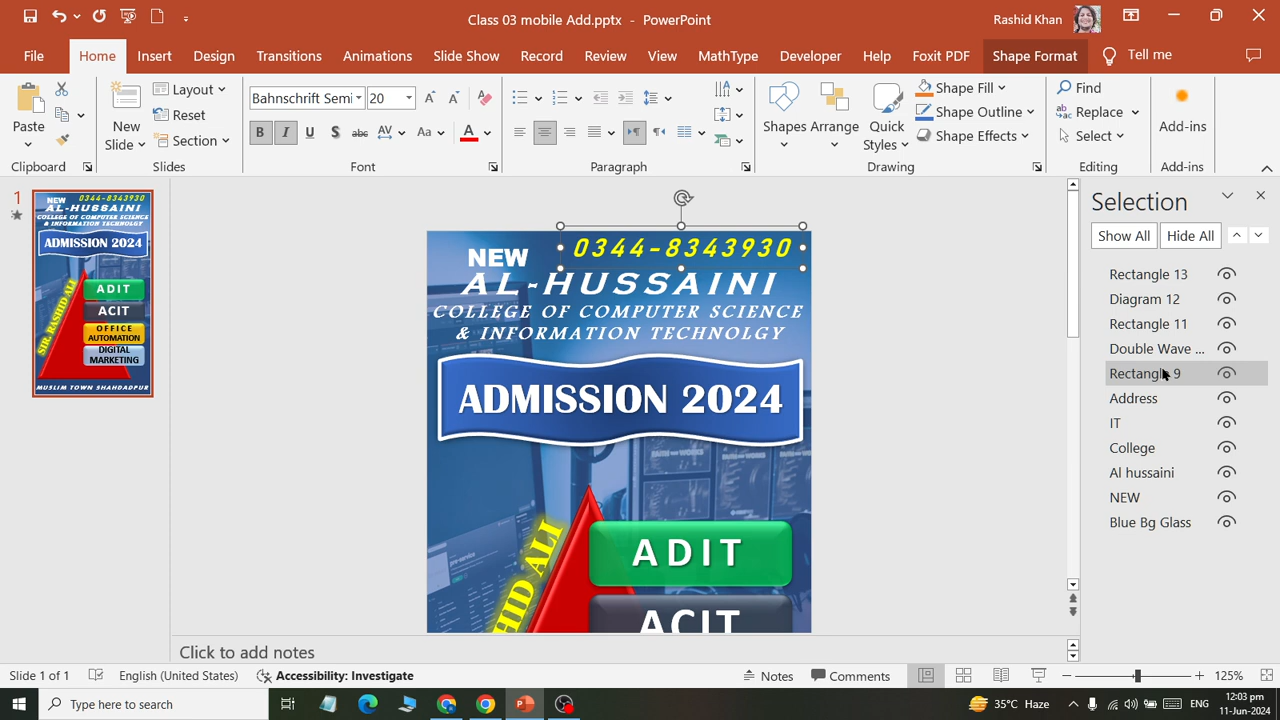 Class 03 mobile Add.pptx - PowerPoint
Rashid Khan
File Home Insert Draw Design Transitions Animations Slide Show Record Review View MathType Developer Help Foxit PDF Shape Format Tell me
Paste
Clipboard
New Slide
Layout
Reset
Section
Slides
Bahnschrift Semi 20
Font
Paragraph
Shapes
Arrange
Quick Styles
Shape Fill
Shape Outline
Shape Effects
Drawing
Find
Replace
Select
Editing
Add-ins
Add-ins
1
0344-8343930
NEW
AL-HUSSAINI
COLLEGE OF COMPUTER SCIENCE
& INFORMATION TECHNOLGY
ADMISSION 2024
SIR. RASHID ALI
ADIT
ACIT
OFFICE
AUTOMATION
DIGITAL
MARKETING
MUSLIM TOWN SHAHDADPUR
0344-8343930
NEW
AL-HUSSAINI
COLLEGE OF COMPUTER SCIENCE
& INFORMATION TECHNOLGY
ADMISSION 2024
HID ALI
ADIT
ACIT
Selection
Show All
Hide All
Rectangle 13
Diagram 12
Rectangle 11
Double Wave ...
Rectangle 9
Address
IT
College
Al hussaini
NEW
Blue Bg Glass
Click to add notes
Slide 1 of 1
English (United States)
Accessibility: Investigate
Notes
Comments
125%
Type here to search
35°C Haze
ENG
12:03 pm
11-Jun-2024